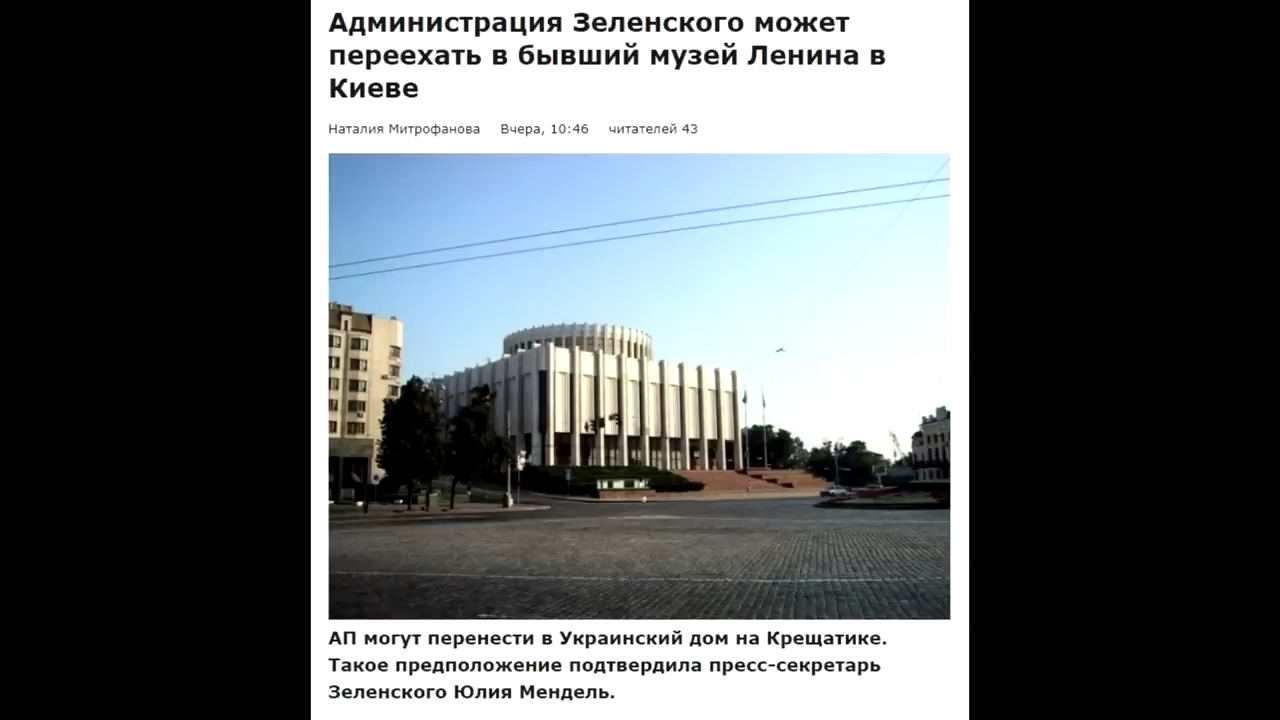 Администрация Зеленского может
переехать в бывший музей Ленина в
Киеве
Наталия Митрофанова Вчера, 10:46 читателей 43
АП могут перенести в Украинский дом на Крещатике.
Такое предположение подтвердила пресс-секретарь
Зеленского Юлия Мендель.